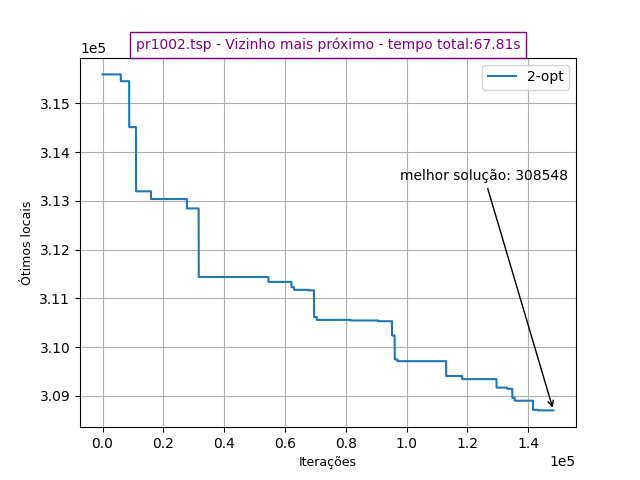 1e5
pr1002.tsp - Vizinho mais próximo - tempo total:67.81s
2-opt
melhor solução: 308548
Ótimos locais
3.15
3.14
3.13
3.12
3.11
3.10
3.09
0.0 0.2 0.4 0.6 0.8 1.0 1.2 1.4
Iterações
1e5